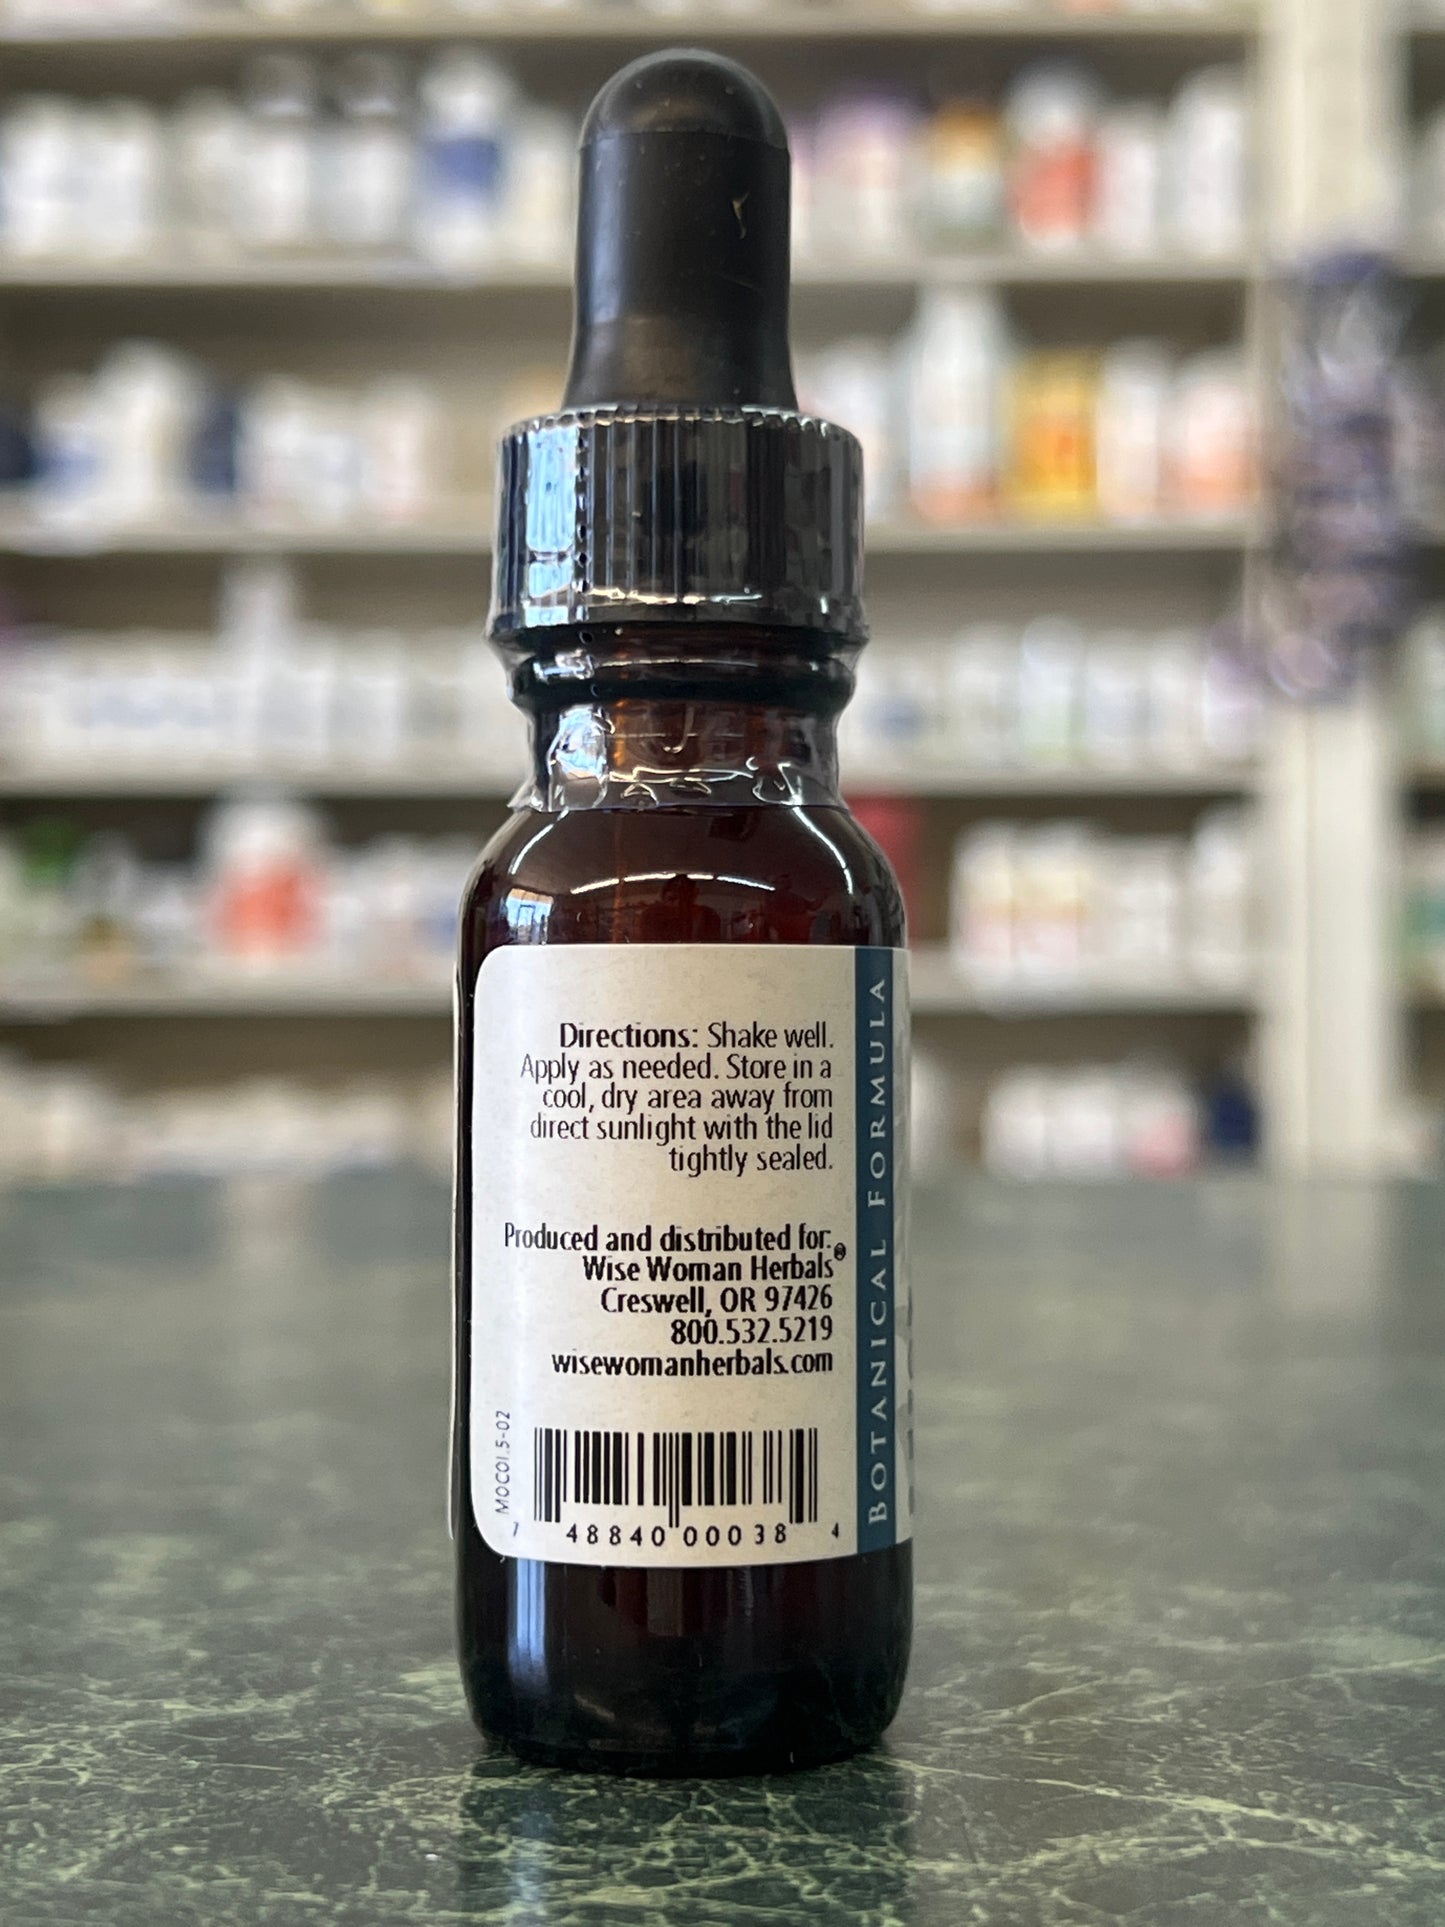 Directions: Shake well.
Apply as needed. Store in a
cool, dry area away from
direct sunlight with the lid
tightly sealed.
Produced and distributed for:
Wise Woman Herbals®
Creswell, OR 97426
800.532.5219
wisewomanherbals.com
MOCO1.5-02
7 48840 00038 4
BOTANICAL FORMULA